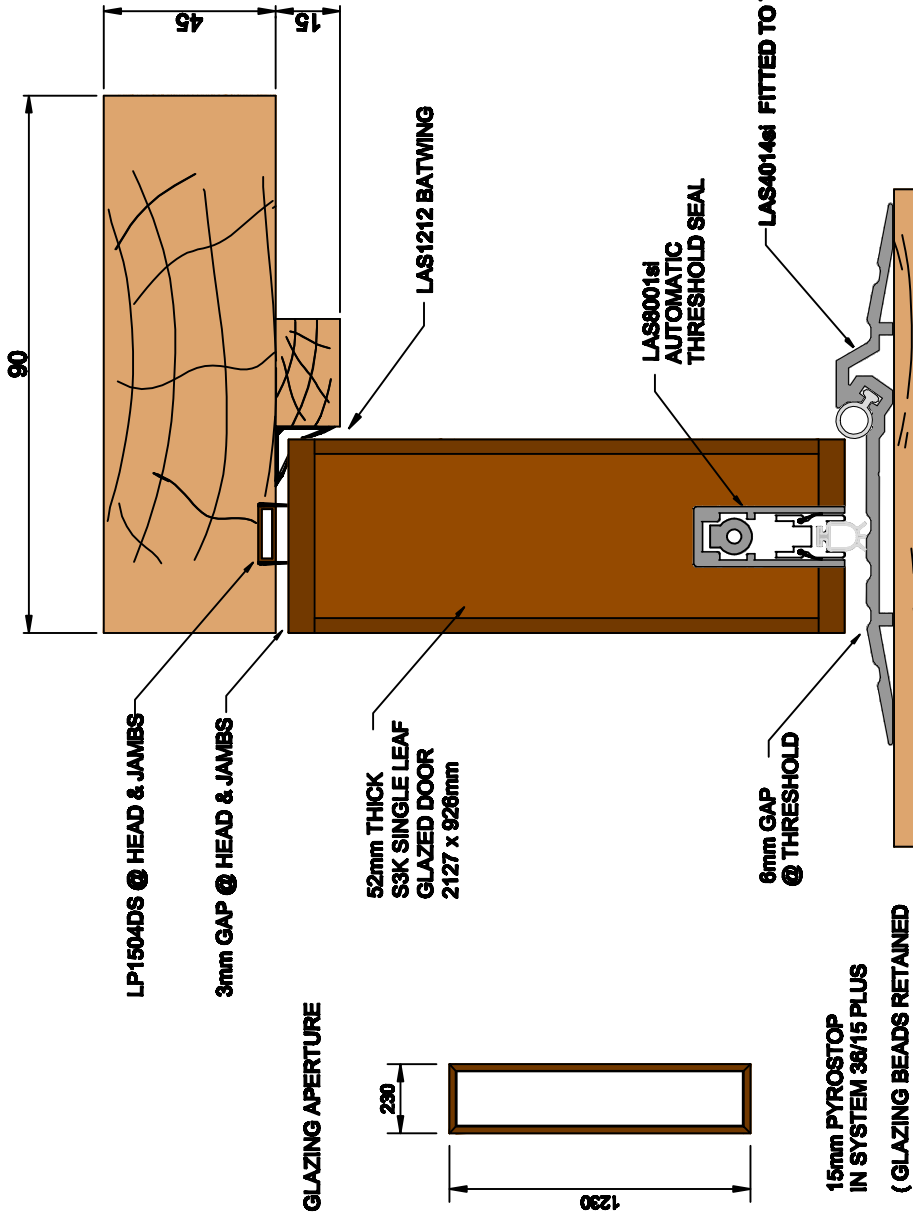 90
45
15
LP1504DS @ HEAD & JAMBS
3mm GAP @ HEAD & JAMBS
LAS1212 BATWING
52mm THICK
S3K SINGLE LEAF
GLAZED DOOR
2127 x 926mm
LAS8001si
AUTOMATIC
THRESHOLD SEAL
LAS4014si FITTED TO
6mm GAP
@ THRESHOLD
GLAZING APERTURE
230
1230
15mm PYROSTOP
IN SYSTEM 36/15 PLUS
( GLAZING BEADS RETAINED